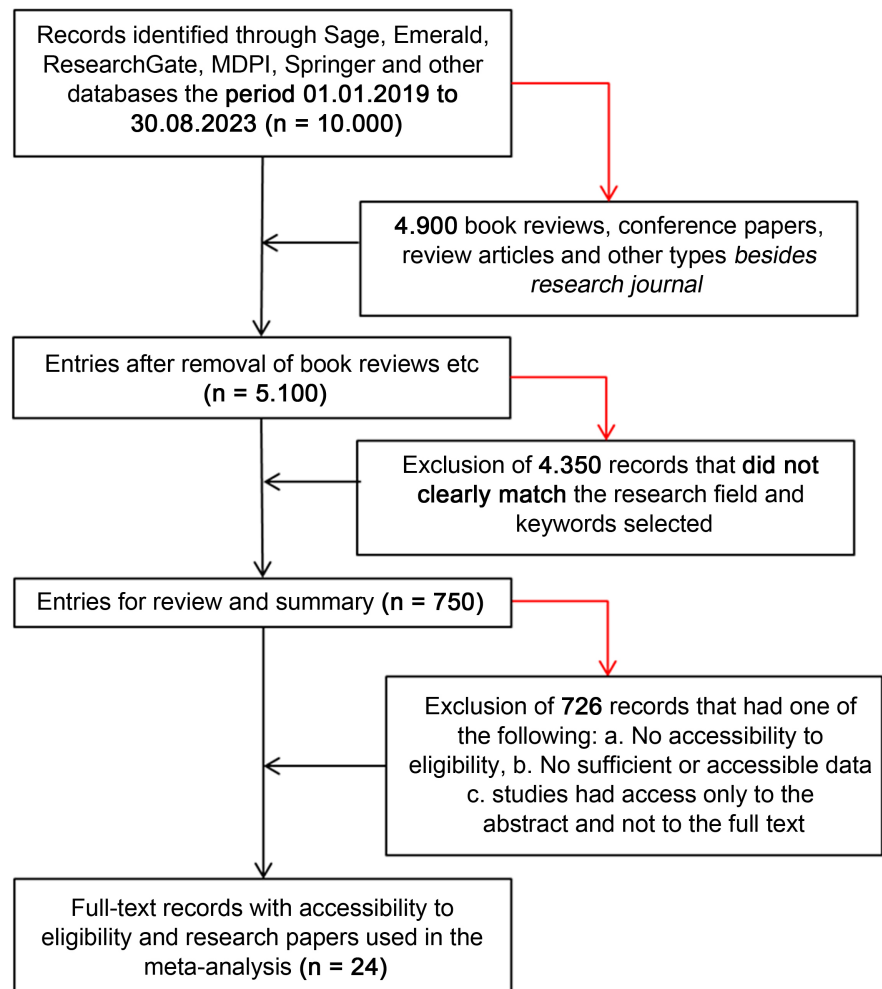 Records identified through Sage, Emerald,
ResearchGate, MDPI, Springer and other
databases the period 01.01.2019 to
30.08.2023 (n = 10.000)
4.900 book reviews, conference papers,
review articles and other types besides
research journal
Entries after removal of book reviews etc
(n = 5.100)
Exclusion of 4.350 records that did not
clearly match the research field and
keywords selected
Entries for review and summary (n = 750)
Exclusion of 726 records that had one of
the following: a. No accessibility to
eligibility, b. No sufficient or accessible data
c. studies had access only to the
abstract and not to the full text
Full-text records with accessibility to
eligibility and research papers used in the
meta-analysis (n = 24)